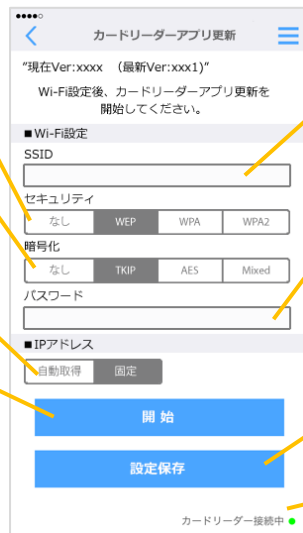 カードリーダーアプリ更新
"現在Ver:xxxx （最新Ver:xxx1)"
Wi-Fi設定後、カードリーダーアプリ更新を
開始してください。
■Wi-Fi設定
SSID
セキュリティ
なし WEP WPA WPA2
暗号化
なし TKIP AES Mixed
パスワード
■IPアドレス
自動取得 固定
開 始
設定保存
カードリーダー接続中